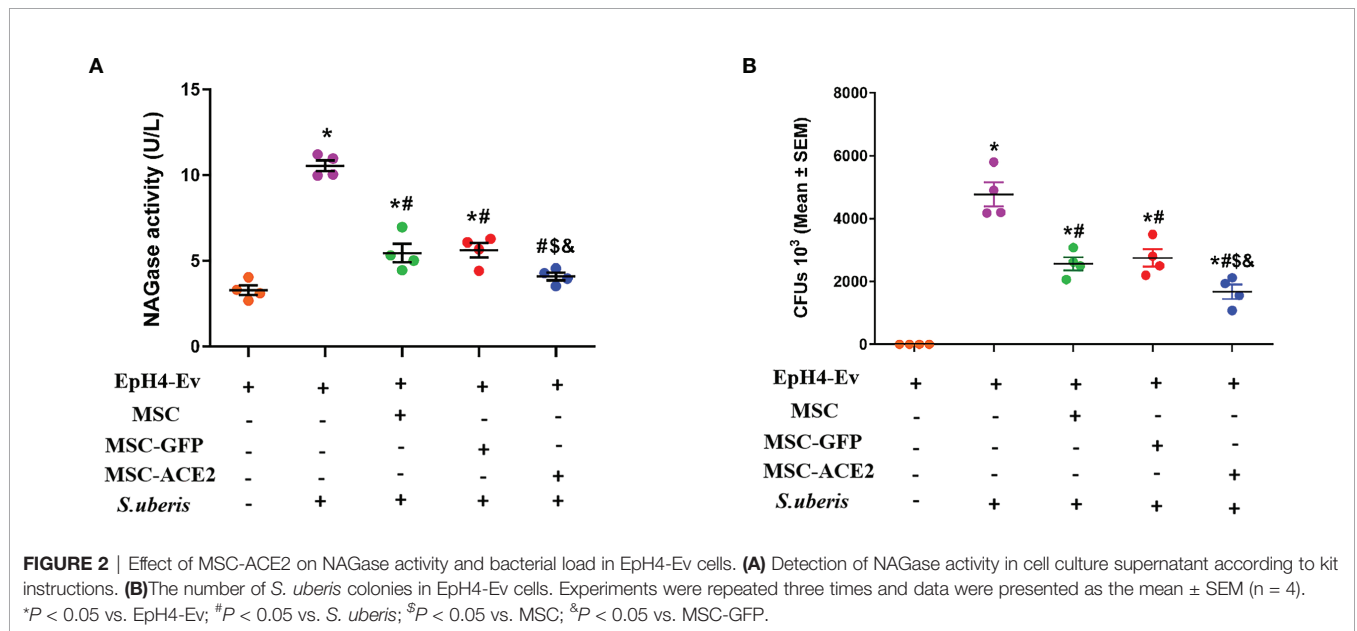 A
NAGase activity (U/L)
15
10
5
0
*
*#
*#
#$&
EpH4-Ev + + + + +
MSC - - + - -
MSC-GFP - - - + -
MSC-ACE2 - - - - +
S.uberis - + + + +
B
CFUs 10³ (Mean ± SEM)
8000
6000
4000
2000
0
*
*#
*#
*#$&
EpH4-Ev + + + + +
MSC - - + - -
MSC-GFP - - - + -
MSC-ACE2 - - - - +
S.uberis - + + + +
FIGURE 2 | Effect of MSC-ACE2 on NAGase activity and bacterial load in EpH4-Ev cells. (A) Detection of NAGase activity in cell culture supernatant according to kit
instructions. (B)The number of S. uberis colonies in EpH4-Ev cells. Experiments were repeated three times and data were presented as the mean ± SEM (n = 4).
*P < 0.05 vs. EpH4-Ev; #P < 0.05 vs. S. uberis; $P < 0.05 vs. MSC; &P < 0.05 vs. MSC-GFP.